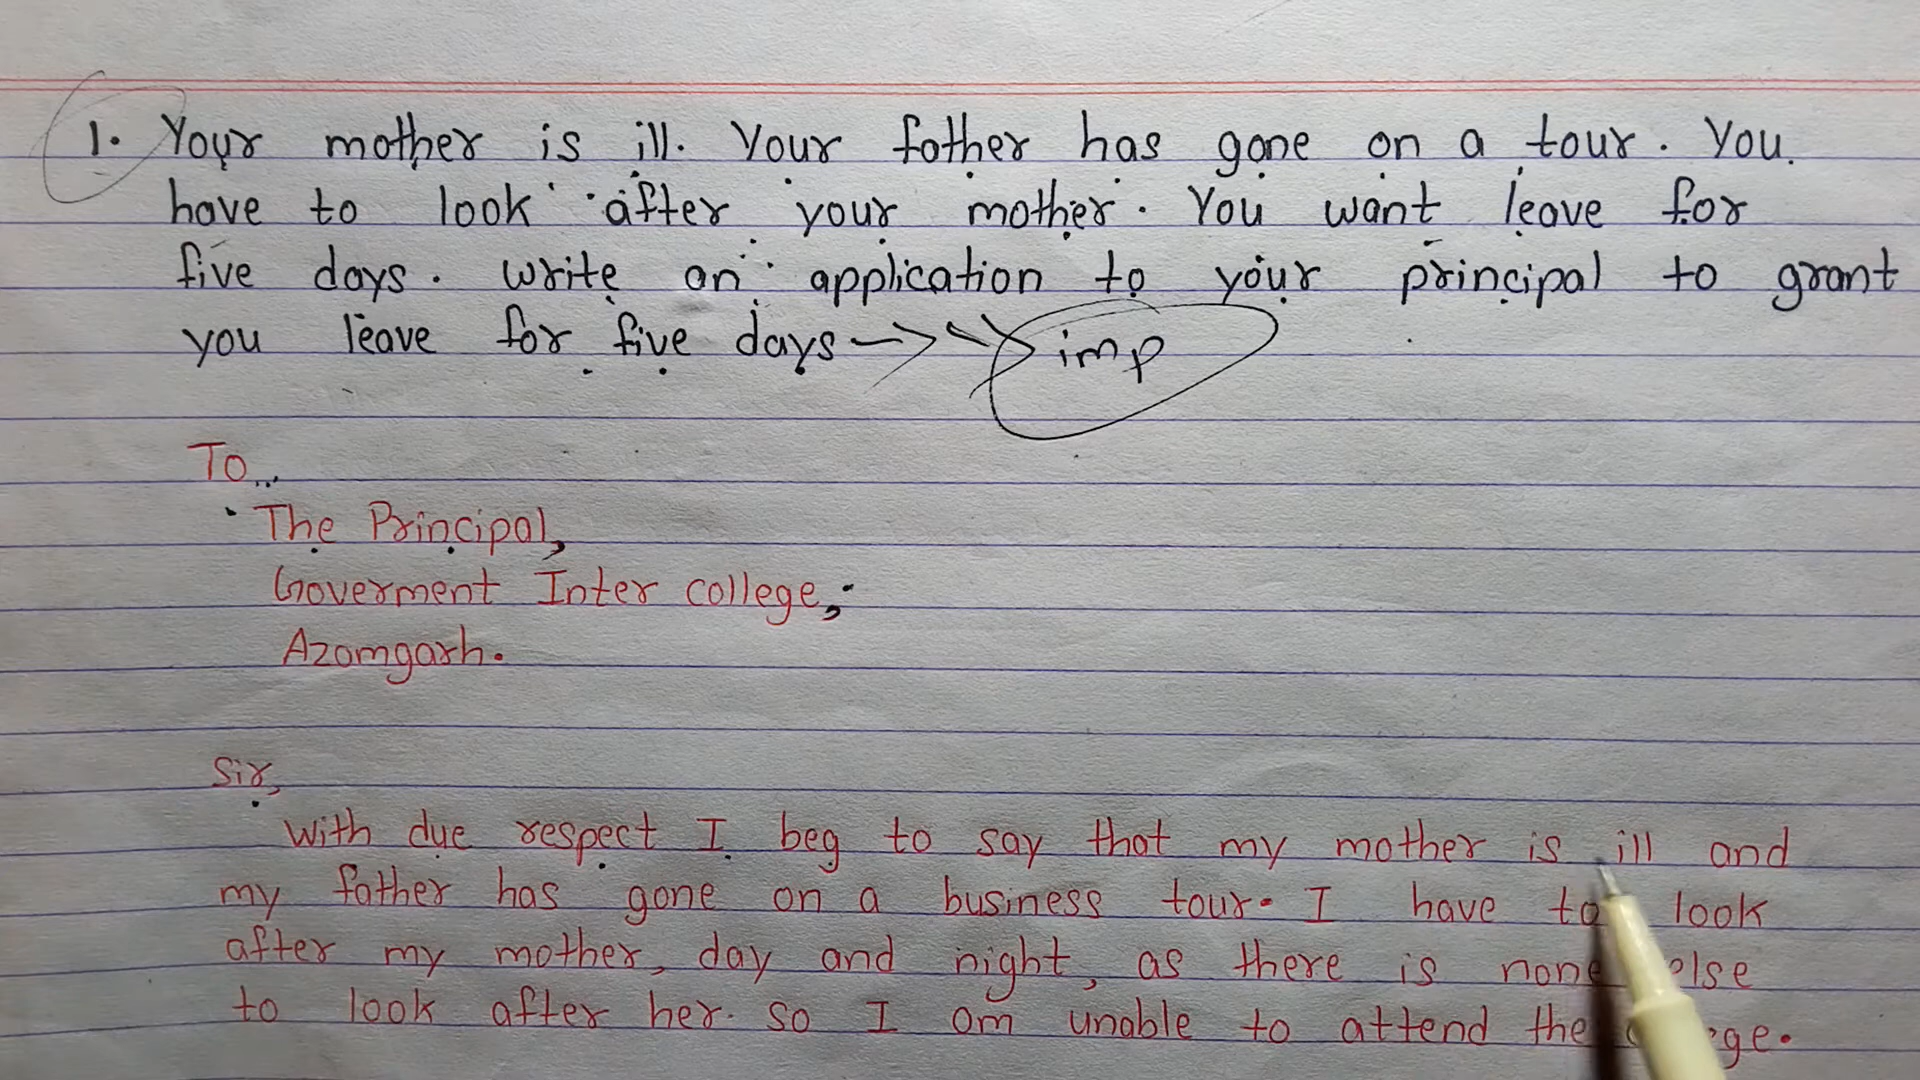 1. Your mother is ill. Your father has gone on a tour. You
have to look after your mother. You want leave for
five days. Write an application to your principal to grant
you leave for five days → imp
To
The Principal,
Goverment Inter college,
Azamgarh.
Sir,
With due respect I beg to say that my mother is ill and
my father has gone on a business tour. I have to look
after my mother, day and night, as there is none else
to look after her. So I am unable to attend the